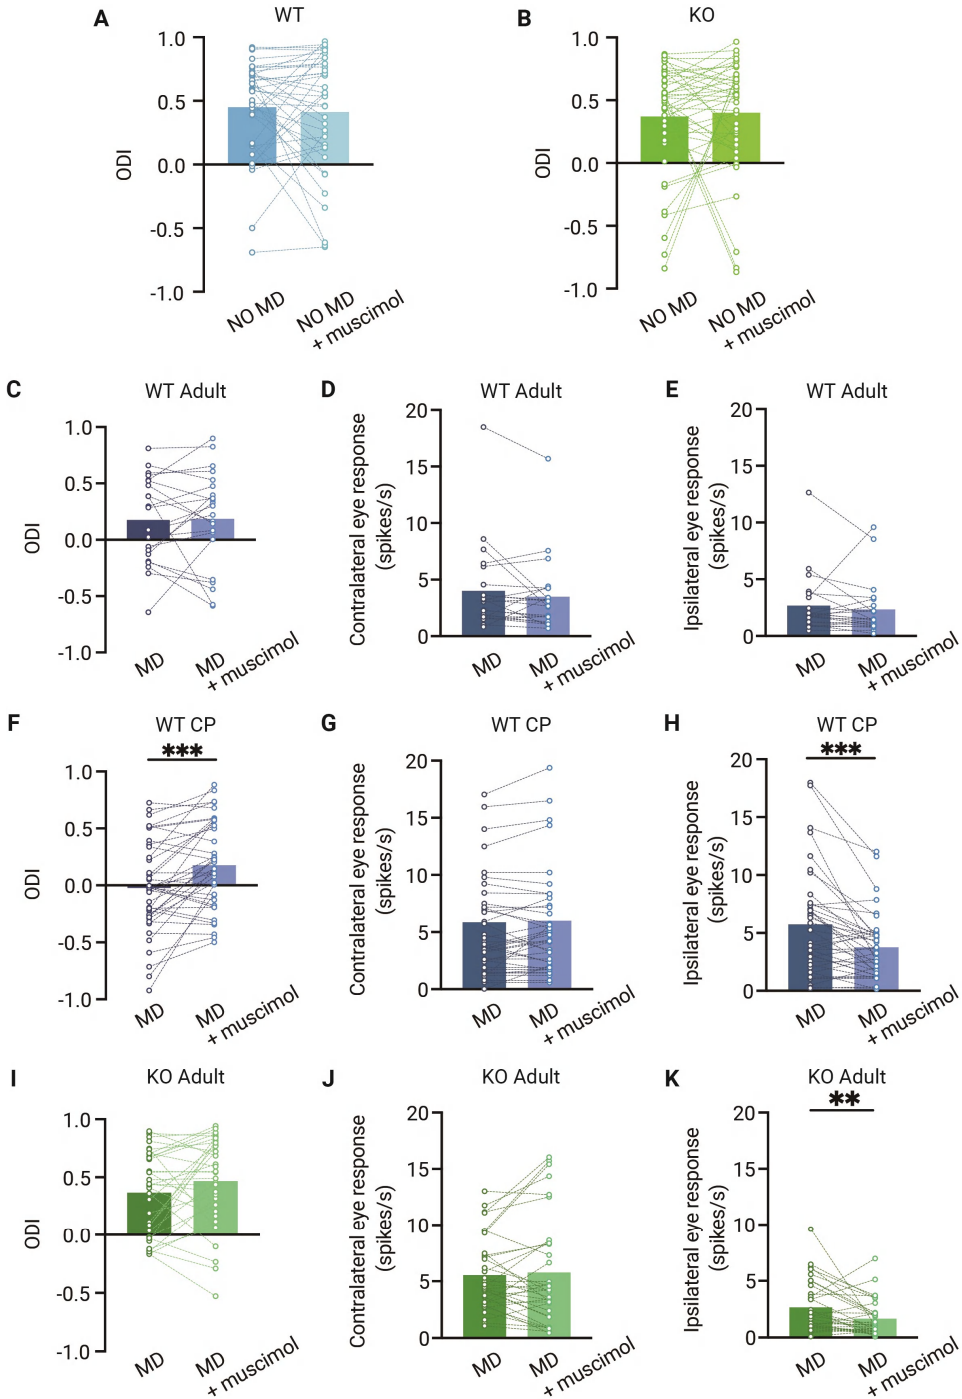 A
WT
1.0
0.5
0.0
-0.5
-1.0
ODI
NO MD
NO MD
+ muscimol
B
KO
1.0
0.5
0.0
-0.5
-1.0
ODI
NO MD
NO MD
+ muscimol
C
WT Adult
1.0
0.5
0.0
-0.5
-1.0
ODI
MD
MD
+ muscimol
D
WT Adult
20
15
10
5
0
Contralateral eye response
(spikes/s)
MD
MD
+ muscimol
E
WT Adult
20
15
10
5
0
Ipsilateral eye response
(spikes/s)
MD
MD
+ muscimol
F
WT CP
***
1.0
0.5
0.0
-0.5
-1.0
ODI
MD
MD
+ muscimol
G
WT CP
20
15
10
5
0
Contralateral eye response
(spikes/s)
MD
MD
+ muscimol
H
WT CP
***
20
15
10
5
0
Ipsilateral eye response
(spikes/s)
MD
MD
+ muscimol
I
KO Adult
1.0
0.5
0.0
-0.5
-1.0
ODI
MD
MD
+ muscimol
J
KO Adult
20
15
10
5
0
Contralateral eye response
(spikes/s)
MD
MD
+ muscimol
K
KO Adult
**
20
15
10
5
0
Ipsilateral eye response
(spikes/s)
MD
MD
+ muscimol